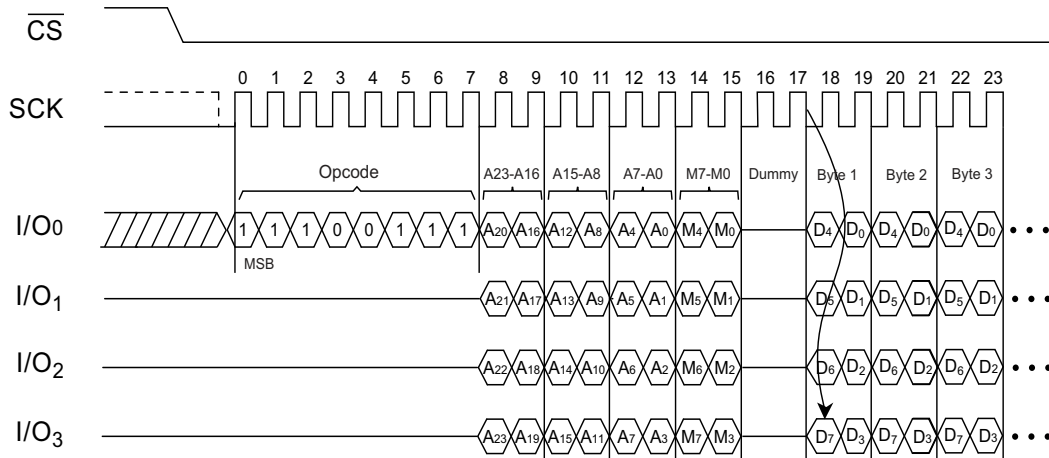 CS
0 1 2 3 4 5 6 7 8 9 10 11 12 13 14 15 16 17 18 19 20 21 22 23
SCK
Opcode A23-A16 A15-A8 A7-A0 M7-M0 Dummy Byte 1 Byte 2 Byte 3
I/O0 1 1 1 0 0 1 1 1 A20 A16 A12 A8 A4 A0 M4 M0 D4 D0 D4 D0 D4 D0 • • •
MSB
I/O1 A21 A17 A13 A9 A5 A1 M5 M1 D5 D1 D5 D1 D5 D1 • • •
I/O2 A22 A18 A14 A10 A6 A2 M6 M2 D6 D2 D6 D2 D6 D2 • • •
I/O3 A23 A19 A15 A11 A7 A3 M7 M3 D7 D3 D7 D3 D7 D3 • • •